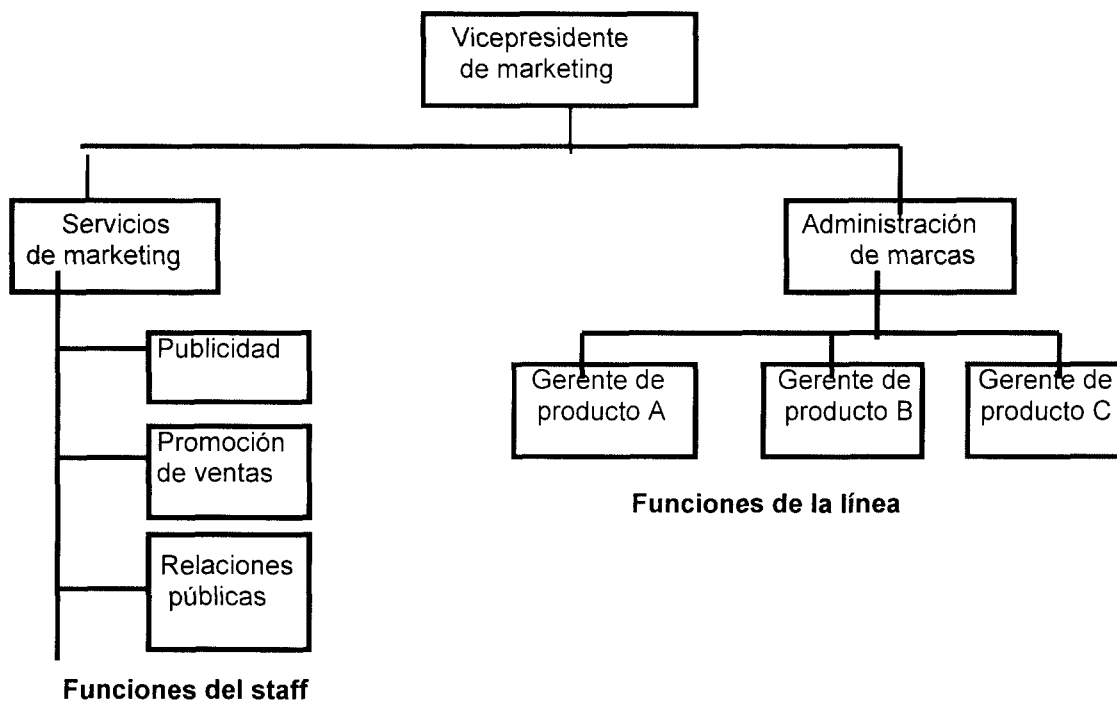 Vicepresidente
de marketing
Servicios
de marketing
Administración
de marcas
Publicidad
Promoción
de ventas
Relaciones
públicas
Funciones del staff
Gerente de
producto A
Gerente de
producto B
Gerente de
producto C
Funciones de la línea